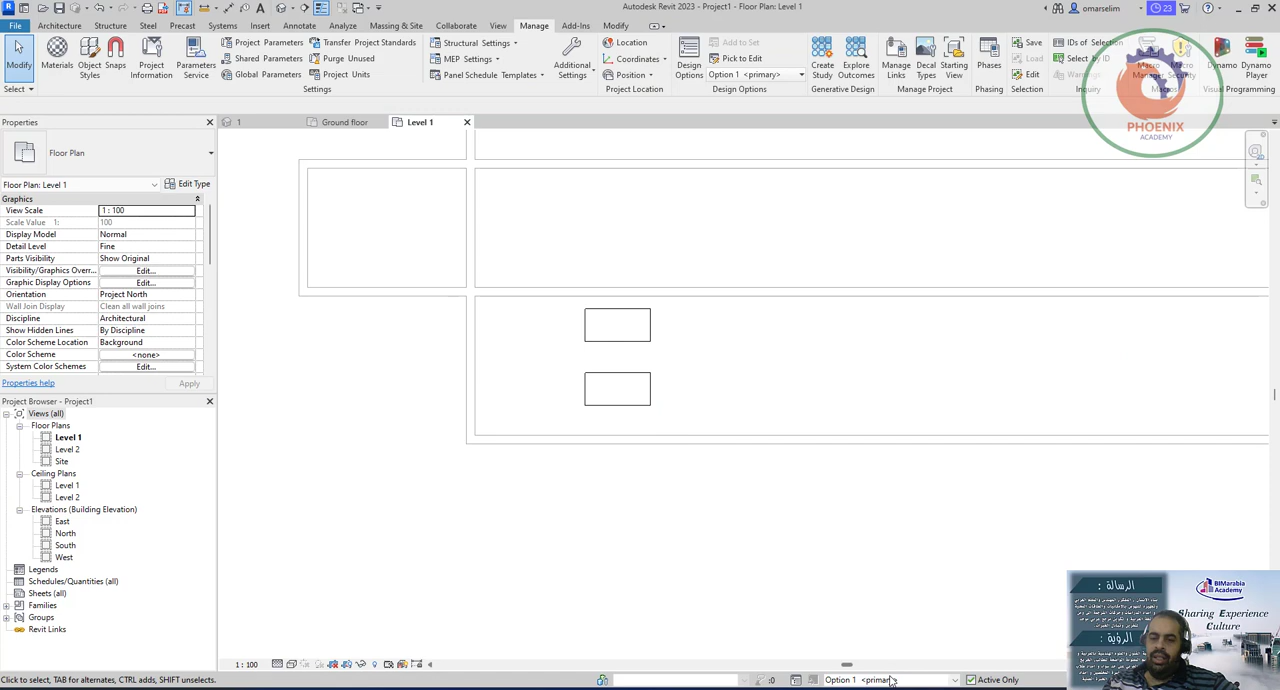 Autodesk Revit 2023 - Project1 - Floor Plan: Level 1
omarselim
23
File
Architecture
Structure
Steel
Precast
Systems
Insert
Annotate
Analyze
Massing & Site
Collaborate
View
Manage
Add-Ins
Modify
Modify
Materials
Object Styles
Snaps
Project Information
Parameters Service
Project Parameters
Shared Parameters
Global Parameters
Transfer Project Standards
Purge Unused
Project Units
Structural Settings
MEP Settings
Panel Schedule Templates
Additional Settings
Location
Coordinates
Position
Design Options
Add to Set
Pick to Edit
Option 1 <primary>
Create Study
Explore Outcomes
Manage Links
Decal Types
Starting View
Phases
Save
Load
Edit
IDs of Selection
Select by ID
Warnings
Macro Manager
Macro Security
Dynamo
Dynamo Player
Select
Settings
Project Location
Design Options
Generative Design
Manage Project
Phasing
Selection
Inquiry
Macros
Visual Programming
PHOENIX
ACADEMY
Properties
1
Ground floor
Level 1
Floor Plan
Floor Plan: Level 1
Edit Type
Graphics
View Scale 1 : 100
Scale Value 1: 100
Display Model Normal
Detail Level Fine
Parts Visibility Show Original
Visibility/Graphics Overr... Edit...
Graphic Display Options Edit...
Orientation Project North
Wall Join Display Clean all wall joins
Discipline Architectural
Show Hidden Lines By Discipline
Color Scheme Location Background
Color Scheme <none>
System Color Schemes Edit...
Properties help
Apply
Project Browser - Project1
Views (all)
Floor Plans
Level 1
Level 2
Site
Ceiling Plans
Level 1
Level 2
Elevations (Building Elevation)
East
North
South
West
Legends
Schedules/Quantities (all)
Sheets (all)
Families
Groups
Revit Links
1 : 100
Click to select, TAB for alternates, CTRL adds, SHIFT unselects.
:0
Option 1 <primary>
Active Only
الرسالة :
الرؤية :
BIMarabia
Academy
Sharing Experience
Culture